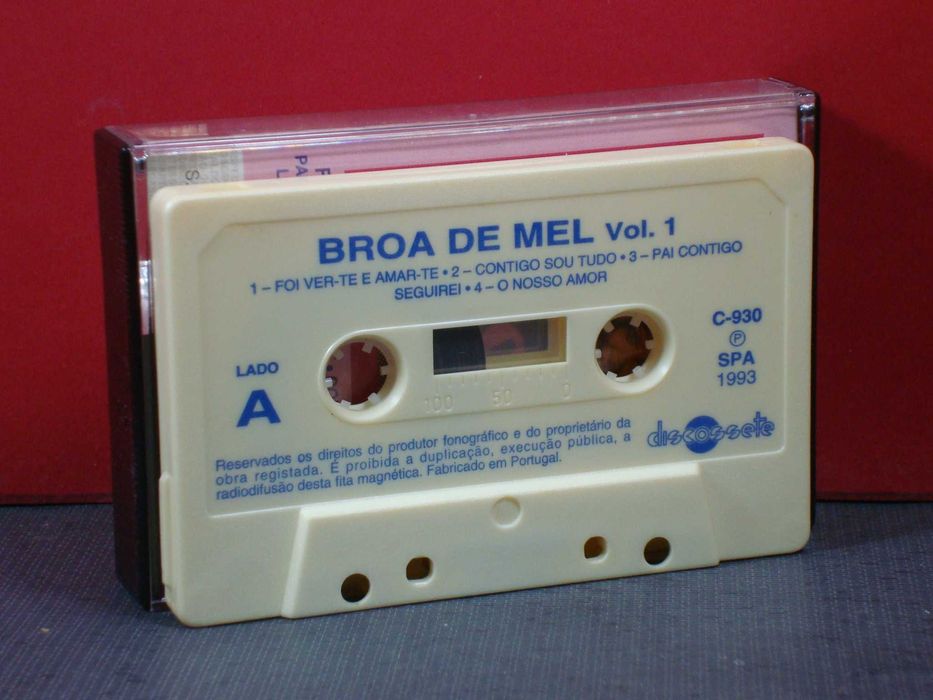 BROA DE MEL Vol. 1
1 – FOI VER-TE E AMAR-TE • 2 – CONTIGO SOU TUDO • 3 – PAI CONTIGO
SEGUIREI • 4 – O NOSSO AMOR
LADO
A
C-930
℗
SPA
1993
100 50 0
discossete
Reservados os direitos do produtor fonográfico e do proprietário da
obra registada. É proibida a duplicação, execução pública, a
radiodifusão desta fita magnética. Fabricado em Portugal.